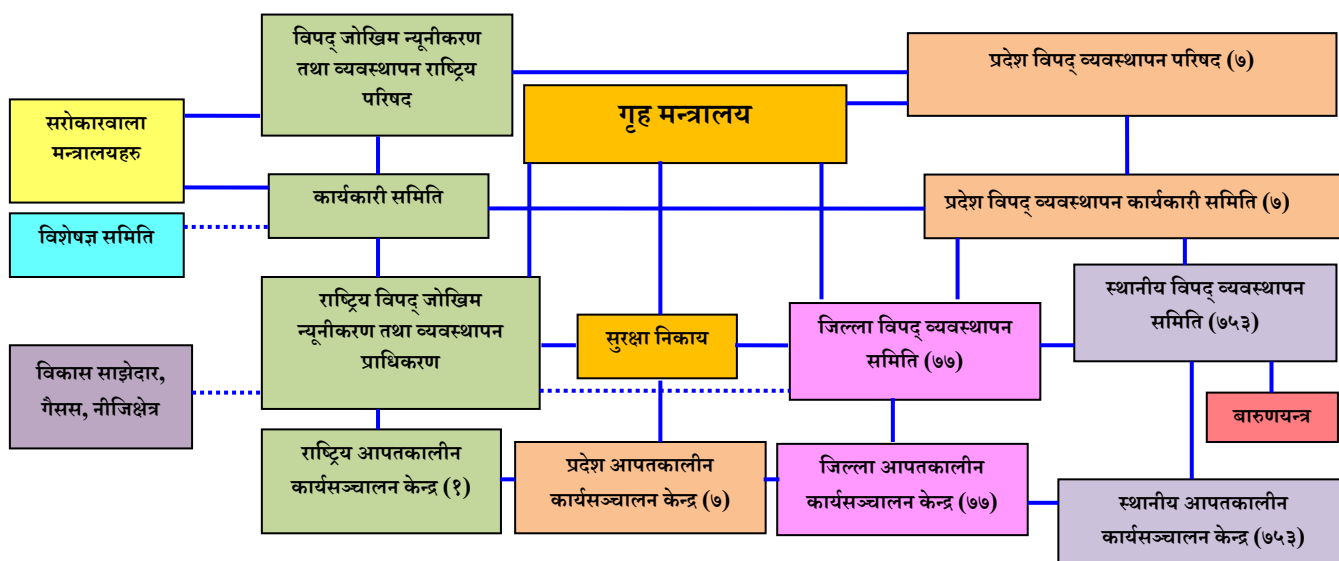 विपद् जोखिम न्यूनीकरण
तथा व्यवस्थापन राष्ट्रिय
परिषद
प्रदेश विपद् व्यवस्थापन परिषद (७)
गृह मन्त्रालय
सरोकारवाला
मन्त्रालयहरु
कार्यकारी समिति
प्रदेश विपद् व्यवस्थापन कार्यकारी समिति (७)
विशेषज्ञ समिति
राष्ट्रिय विपद् जोखिम
न्यूनीकरण तथा व्यवस्थापन
प्राधिकरण
सुरक्षा निकाय
जिल्ला विपद् व्यवस्थापन
समिति (७७)
स्थानीय विपद् व्यवस्थापन
समिति (७५३)
विकास साझेदार,
गैसस, नीजिक्षेत्र
बारुणयन्त्र
राष्ट्रिय आपतकालीन
कार्यसञ्चालन केन्द्र (१)
प्रदेश आपतकालीन
कार्यसञ्चालन केन्द्र (७)
जिल्ला आपतकालीन
कार्यसञ्चालन केन्द्र (७७)
स्थानीय आपतकालीन
कार्यसञ्चालन केन्द्र (७५३)